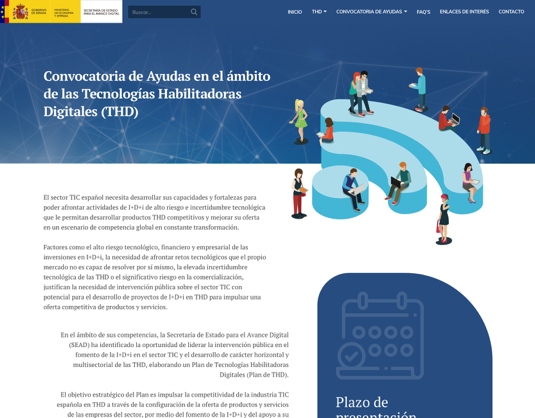 GOBIERNO
DE ESPAÑA
MINISTERIO
DE ECONOMÍA
Y EMPRESA
SECRETARÍA DE ESTADO
PARA EL AVANCE DIGITAL
Buscar...
INICIO
THD
CONVOCATORIA DE AYUDAS
FAQ'S
ENLACES DE INTERÉS
CONTACTO
Convocatoria de Ayudas en el ámbito
de las Tecnologías Habilitadoras
Digitales (THD)
El sector TIC español necesita desarrollar sus capacidades y fortalezas para
poder afrontar actividades de I+D+i de alto riesgo e incertidumbre tecnológica
que le permitan desarrollar productos THD competitivos y mejorar su oferta
en un escenario de competencia global en constante transformación.
Factores como el alto riesgo tecnológico, financiero y empresarial de las
inversiones en I+D+i, la necesidad de afrontar retos tecnológicos que el propio
mercado no es capaz de resolver por sí mismo, la elevada incertidumbre
tecnológica de las THD o el significativo riesgo en la comercialización,
justifican la necesidad de intervención pública sobre el sector TIC con
potencial para el desarrollo de proyectos de I+D+i en THD para impulsar una
oferta competitiva de productos y servicios.
En el ámbito de sus competencias, la Secretaría de Estado para el Avance Digital
(SEAD) ha identificado la oportunidad de liderar la intervención pública en el
fomento de la I+D+i en el sector TIC y el desarrollo de carácter horizontal y
multisectorial de las THD, elaborando un Plan de Tecnologías Habilitadoras
Digitales (Plan de THD).
El objetivo estratégico del Plan es impulsar la competitividad de la industria TIC
española en THD a través de la configuración de la oferta de productos y servicios
de las empresas del sector, por medio del fomento de la I+D+i y del apoyo a su
Plazo de
presentación